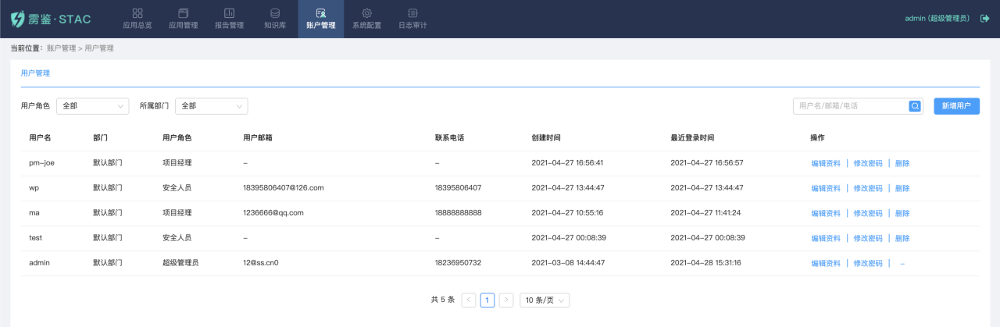 雳鉴·STAC 应用总览 应用管理 报告管理 知识库 账户管理 系统配置 日志审计 admin (超级管理员)
当前位置: 账户管理 > 用户管理
用户管理
用户角色 全部 所属部门 全部 用户名/邮箱/电话 新增用户
用户名 部门 用户角色 用户邮箱 联系电话 创建时间 最近登录时间 操作
pm-joe 默认部门 项目经理 - - 2021-04-27 16:56:41 2021-04-27 16:56:57 编辑资料 | 修改密码 | 删除
wp 默认部门 安全人员 18395806407@126.com 18395806407 2021-04-27 13:44:47 2021-04-27 13:44:47 编辑资料 | 修改密码 | 删除
ma 默认部门 项目经理 1236666@qq.com 18888888888 2021-04-27 10:55:16 2021-04-27 11:41:24 编辑资料 | 修改密码 | 删除
test 默认部门 安全人员 - - 2021-04-27 00:08:39 2021-04-27 00:08:39 编辑资料 | 修改密码 | 删除
admin 默认部门 超级管理员 12@ss.cn0 18236950732 2021-03-08 14:44:47 2021-04-28 15:31:16 编辑资料 | 修改密码 | -
共 5 条 < 1 > 10 条/页